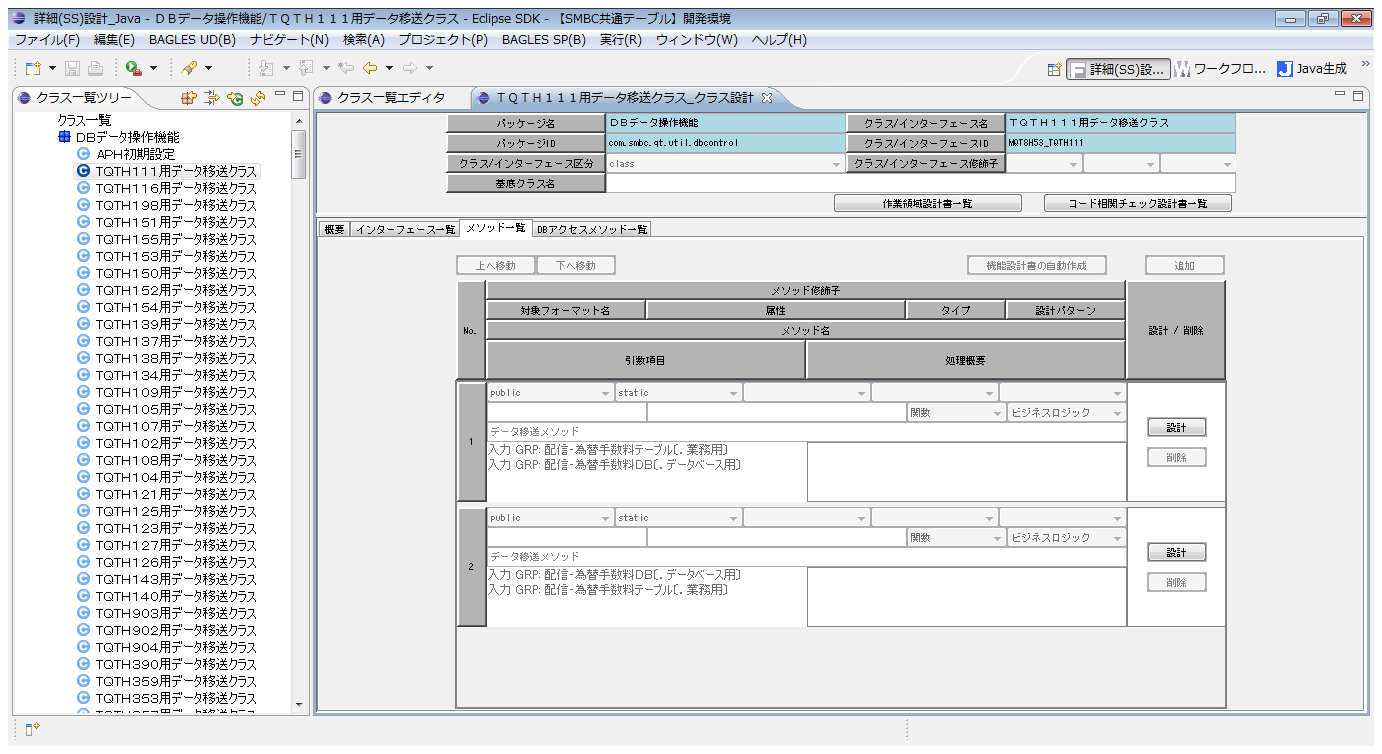 詳細(SS)設計_Java - ＤＢデータ操作機能/ＴＱＴＨ１１１用データ移送クラス - Eclipse SDK - 【SMBC共通テーブル】開発環境
ファイル(F) 編集(E) BAGLES UD(B) ナビゲート(N) 検索(A) プロジェクト(P) BAGLES SP(B) 実行(R) ウィンドウ(W) ヘルプ(H)
詳細(SS)設... ワークフロ... Java生成
クラス一覧ツリー
クラス一覧
DBデータ操作機能
APH初期設定
TQTH111用データ移送クラス
TQTH116用データ移送クラス
TQTH198用データ移送クラス
TQTH151用データ移送クラス
TQTH155用データ移送クラス
TQTH153用データ移送クラス
TQTH150用データ移送クラス
TQTH152用データ移送クラス
TQTH154用データ移送クラス
TQTH139用データ移送クラス
TQTH137用データ移送クラス
TQTH138用データ移送クラス
TQTH134用データ移送クラス
TQTH109用データ移送クラス
TQTH105用データ移送クラス
TQTH107用データ移送クラス
TQTH102用データ移送クラス
TQTH108用データ移送クラス
TQTH104用データ移送クラス
TQTH121用データ移送クラス
TQTH125用データ移送クラス
TQTH123用データ移送クラス
TQTH127用データ移送クラス
TQTH126用データ移送クラス
TQTH143用データ移送クラス
TQTH140用データ移送クラス
TQTH903用データ移送クラス
TQTH902用データ移送クラス
TQTH904用データ移送クラス
TQTH390用データ移送クラス
TQTH359用データ移送クラス
TQTH353用データ移送クラス
クラス一覧エディタ ＴＱＴＨ１１１用データ移送クラス_クラス設計
パッケージ名 ＤＢデータ操作機能 クラス/インターフェース名 ＴＱＴＨ１１１用データ移送クラス
パッケージID com.smbc.qt.util.dbcontrol クラス/インターフェースID MQT8H53_TQTH111
クラス/インターフェース区分 class クラス/インターフェース修飾子
基底クラス名
作業領域設計書一覧 コード相関チェック設計書一覧
概要 インターフェース一覧 メソッド一覧 DBアクセスメソッド一覧
上へ移動 下へ移動 機能設計書の自動作成 追加
No. メソッド修飾子 設計 / 削除
対象フォーマット名 属性 タイプ 設計パターン
メソッド名
引数項目 処理概要
1 public static
関数 ビジネスロジック
データ移送メソッド
入力 GRP: 配信-為替手数料テーブル[. 業務用]
入力 GRP: 配信-為替手数料DB[. データベース用]
設計
削除
2 public static
関数 ビジネスロジック
データ移送メソッド
入力 GRP: 配信-為替手数料DB[. データベース用]
入力 GRP: 配信-為替手数料テーブル[. 業務用]
設計
削除